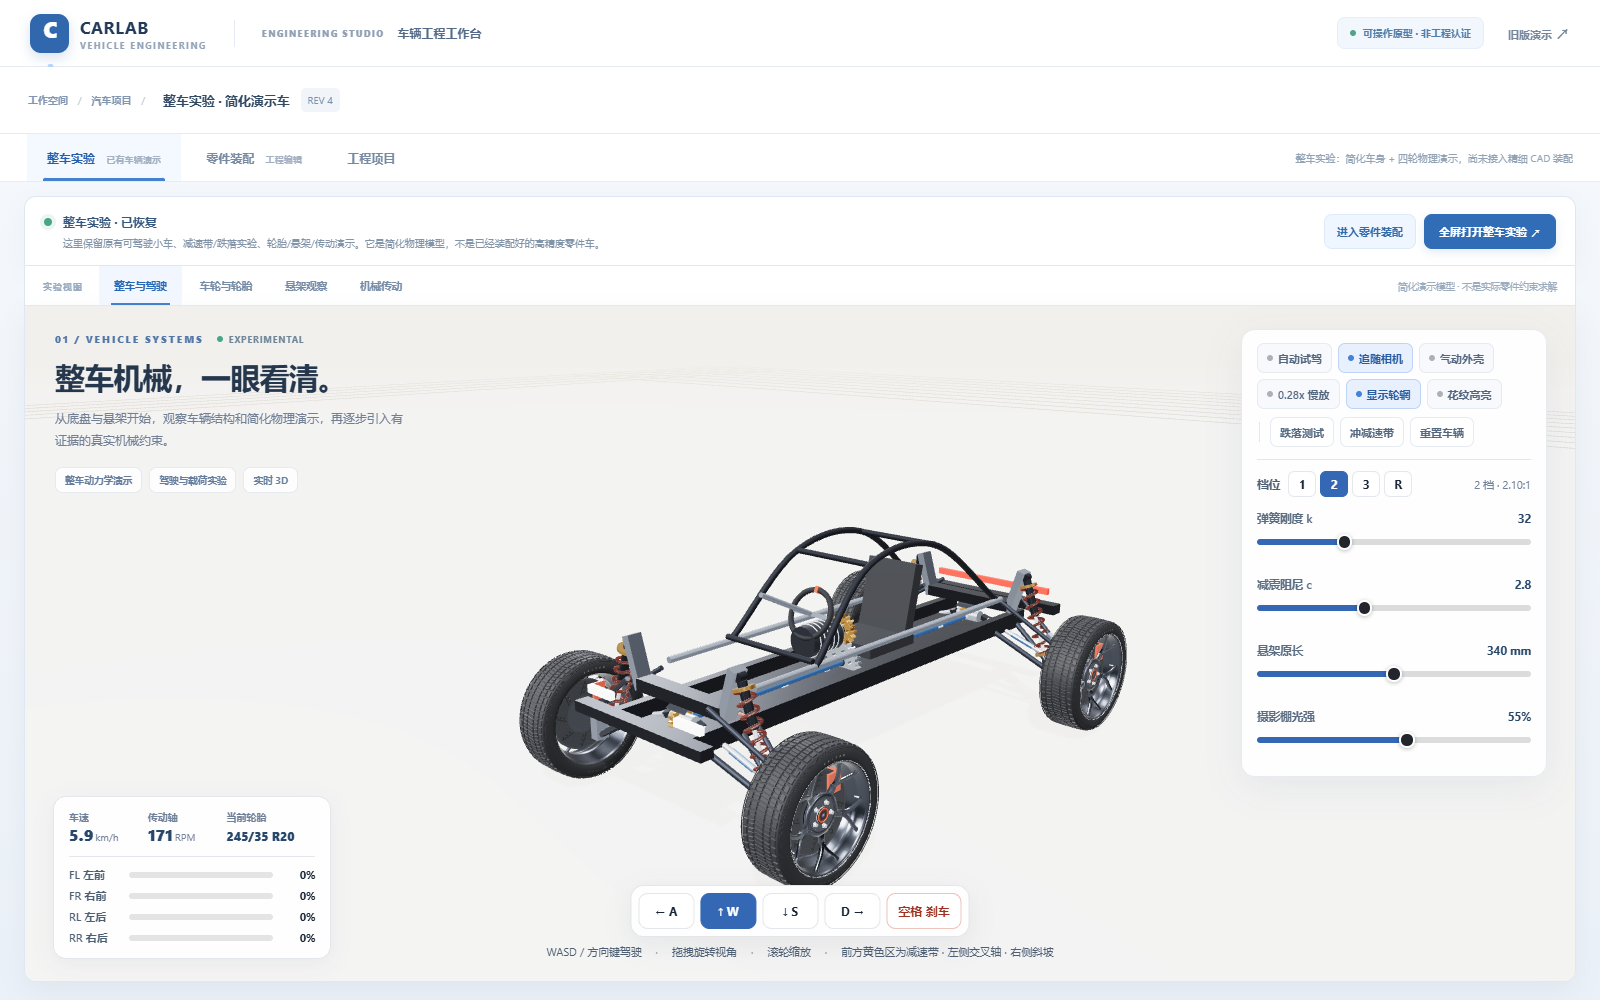 C CARLAB
VEHICLE ENGINEERING
ENGINEERING STUDIO 车辆工程工作台
可操作原型 · 非工程认证
旧版演示 ↗
工作空间 / 汽车项目 / 整车实验 · 简化演示车 REV 4
整车实验 已有车辆演示
零件装配 工程编辑
工程项目
整车实验：简化车身 + 四轮物理演示，尚未接入精细 CAD 装配
整车实验 · 已恢复
这里保留原有可驾驶小车、减速带/跌落实验、轮胎/悬架/传动演示。它是简化物理模型，不是已经装配好的高精度零件车。
进入零件装配
全屏打开整车实验 ↗
实验视图 整车与驾驶 车轮与轮胎 悬架观察 机械传动
简化演示模型 · 不是实际零件约束求解
01 / VEHICLE SYSTEMS EXPERIMENTAL
整车机械，一眼看清。
从底盘与悬架开始，观察车辆结构和简化物理演示，再逐步引入有
证据的真实机械约束。
整车动力学演示 驾驶与载荷实验 实时 3D
自动试驾 追随相机 气动外壳
0.28x 慢放 显示轮辋 花纹高亮
跌落测试 冲减速带 重置车辆
档位 1 2 3 R 2 档 · 2.10:1
弹簧刚度 k 32
减震阻尼 c 2.8
悬架原长 340 mm
摄影棚光强 55%
车速 传动轴 当前轮胎
5.9 km/h 171 RPM 245/35 R20
FL 左前 0%
FR 右前 0%
RL 左后 0%
RR 右后 0%
← A ↑ W ↓ S D → 空格 刹车
WASD / 方向键驾驶 · 拖拽旋转视角 · 滚轮缩放 · 前方黄色区为减速带 · 左侧交叉轴 · 右侧斜坡